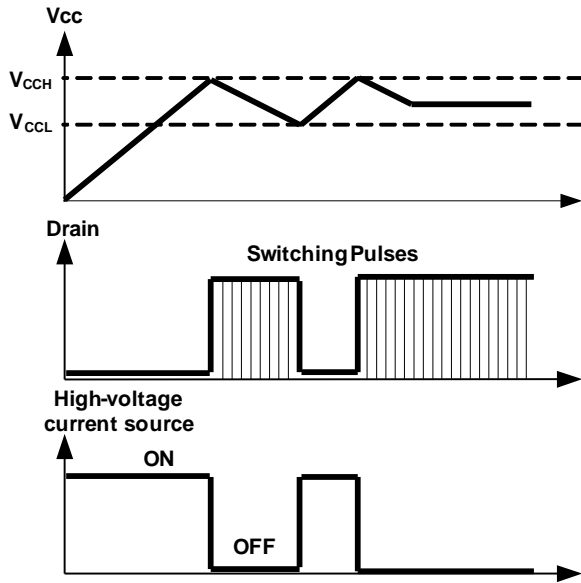 Vcc
VCCH
VCCL
Drain
Switching Pulses
High-voltage
current source
ON
OFF